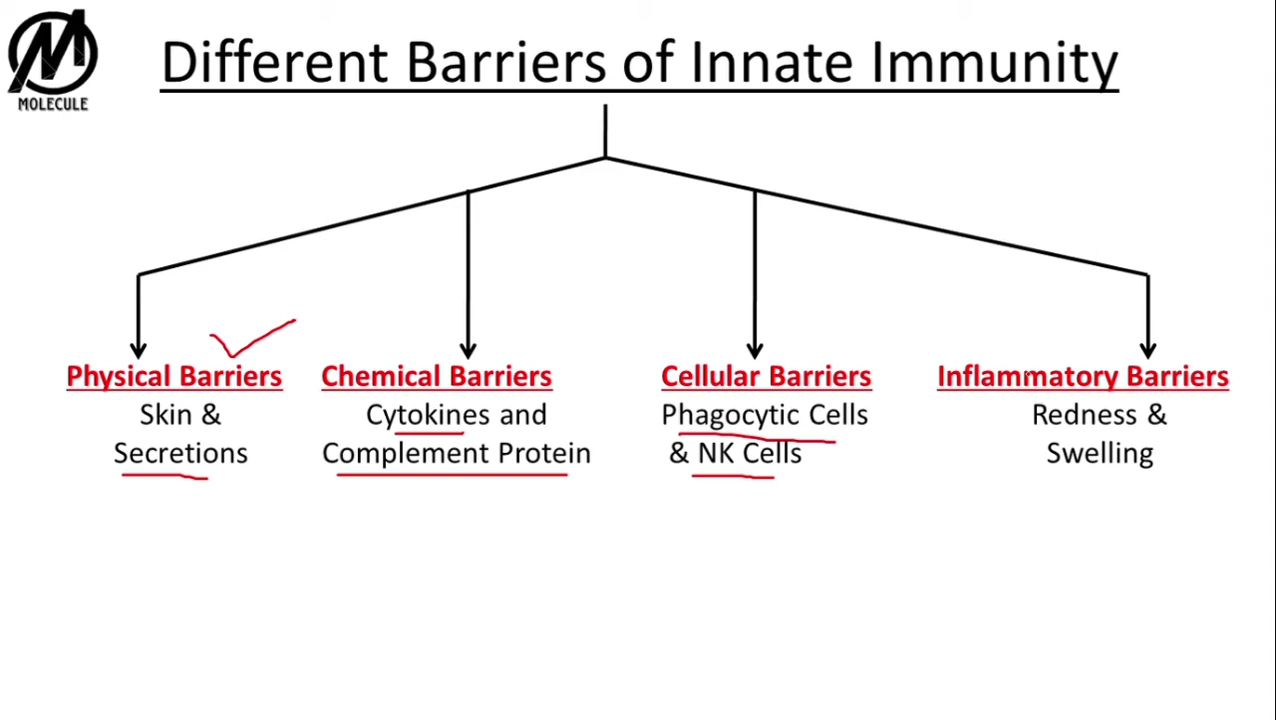 MOLECULE
Different Barriers of Innate Immunity
Physical Barriers
Skin &
Secretions
Chemical Barriers
Cytokines and
Complement Protein
Cellular Barriers
Phagocytic Cells
& NK Cells
Inflammatory Barriers
Redness &
Swelling